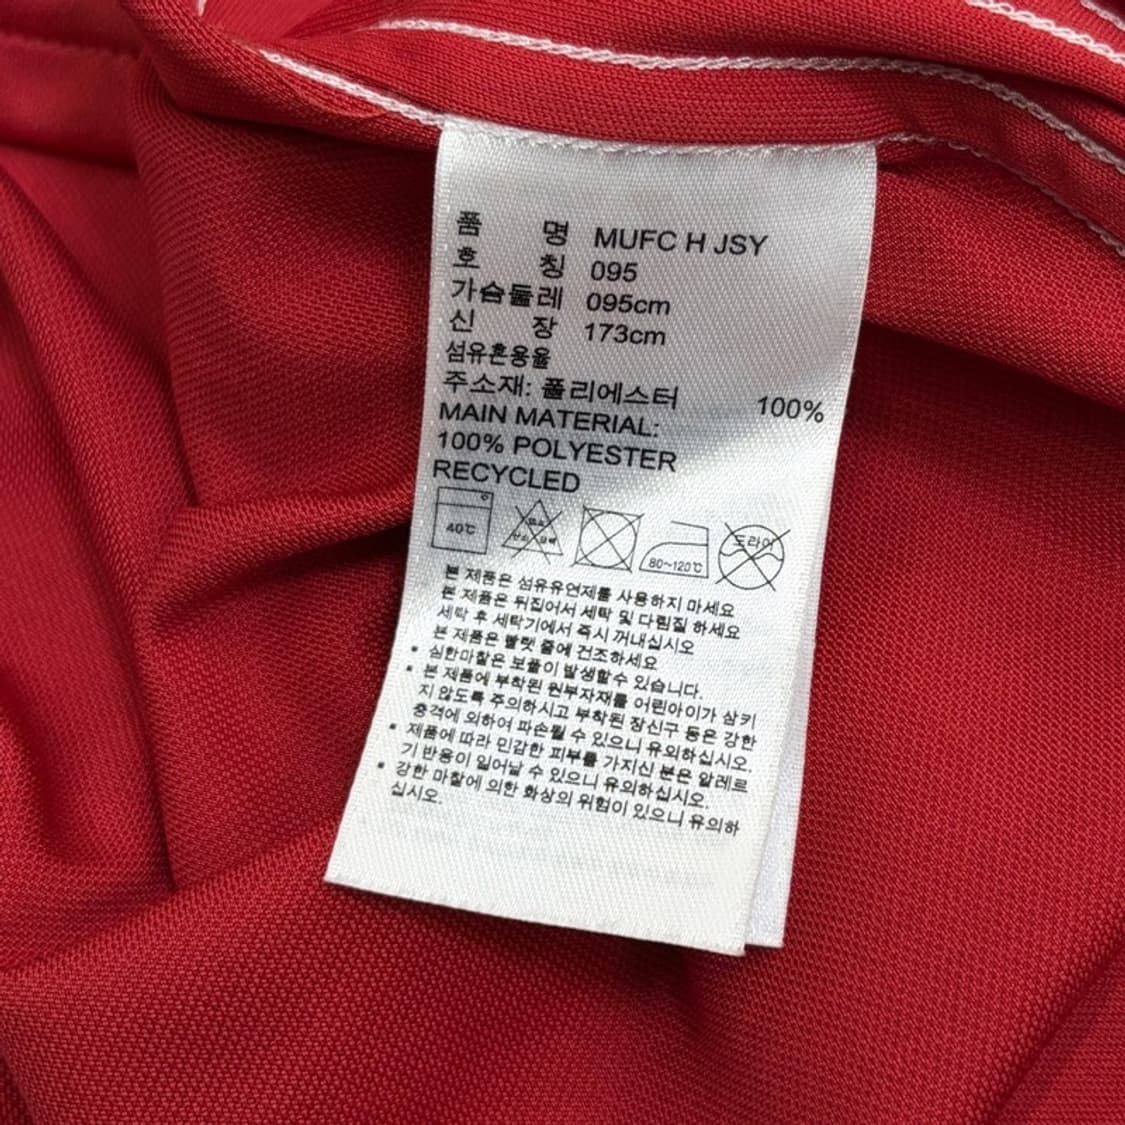 품 명 MUFC H JSY
호 칭 095
가슴둘레 095cm
신 장 173cm
섬유혼용율
주소재: 폴리에스터 100%
MAIN MATERIAL:
100% POLYESTER
RECYCLED
40℃ 80~120℃ 드라이
본 제품은 섬유유연제를 사용하지 마세요
본 제품은 뒤집어서 세탁 및 다림질 하세요
세탁 후 세탁기에서 즉시 꺼내십시오
본 제품은 빨랫 줄에 건조하세요
• 심한마찰은 보풀이 발생할수 있습니다.
• 본 제품에 부착된 원부자재를 어린아이가 삼키
지 않도록 주의하시고 부착된 장신구 등은 강한
충격에 의하여 파손될 수 있으니 유의하십시오.
• 제품에 따라 민감한 피부를 가지신 분은 알레르
기 반응이 일어날 수 있으니 유의하십시오.
• 강한 마찰에 의한 화상의 위험이 있으니 유의하
십시오.